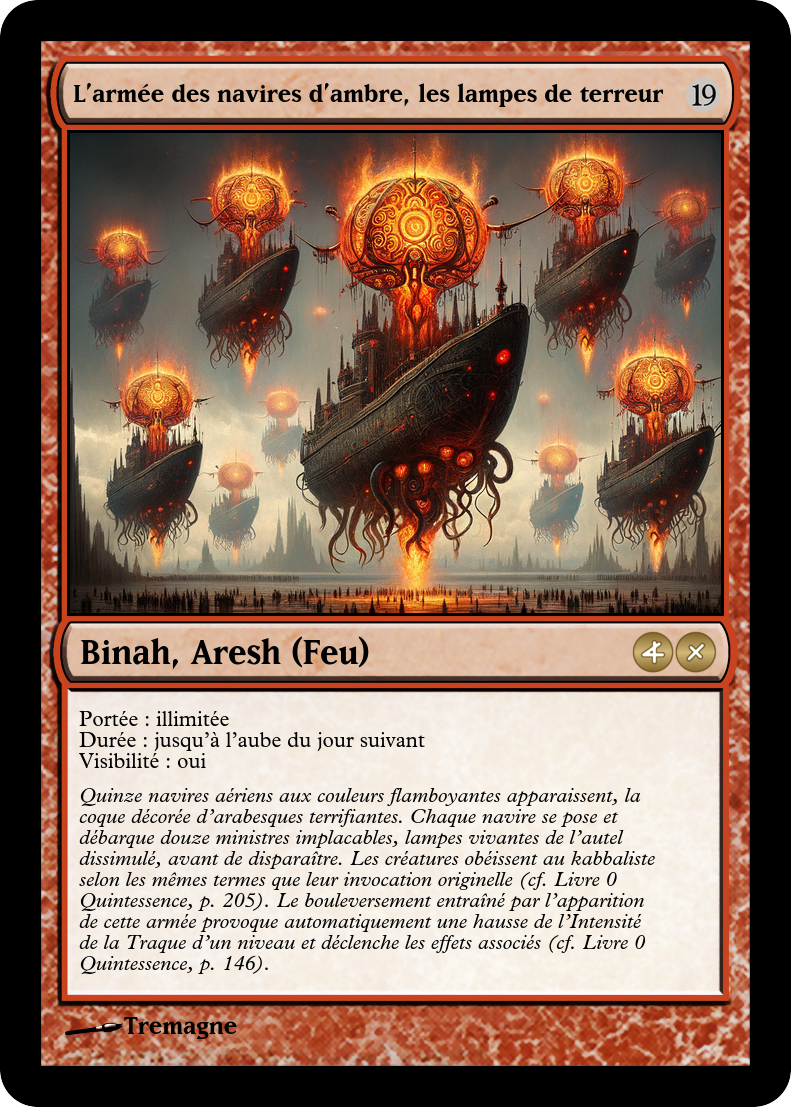 L'armée des navires d'ambre, les lampes de terreur 19
Binah, Aresh (Feu)
Portée : illimitée
Durée : jusqu'à l'aube du jour suivant
Visibilité : oui
Quinze navires aériens aux couleurs flamboyantes apparaissent, la
coque décorée d'arabesques terrifiantes. Chaque navire se pose et
débarque douze ministres implacables, lampes vivantes de l'autel
dissimulé, avant de disparaître. Les créatures obéissent au kabbaliste
selon les mêmes termes que leur invocation originelle (cf. Livre 0
Quintessence, p. 205). Le bouleversement entraîné par l'apparition
de cette armée provoque automatiquement une hausse de l'Intensité
de la Traque d'un niveau et déclenche les effets associés (cf. Livre 0
Quintessence, p. 146).
Tremagne